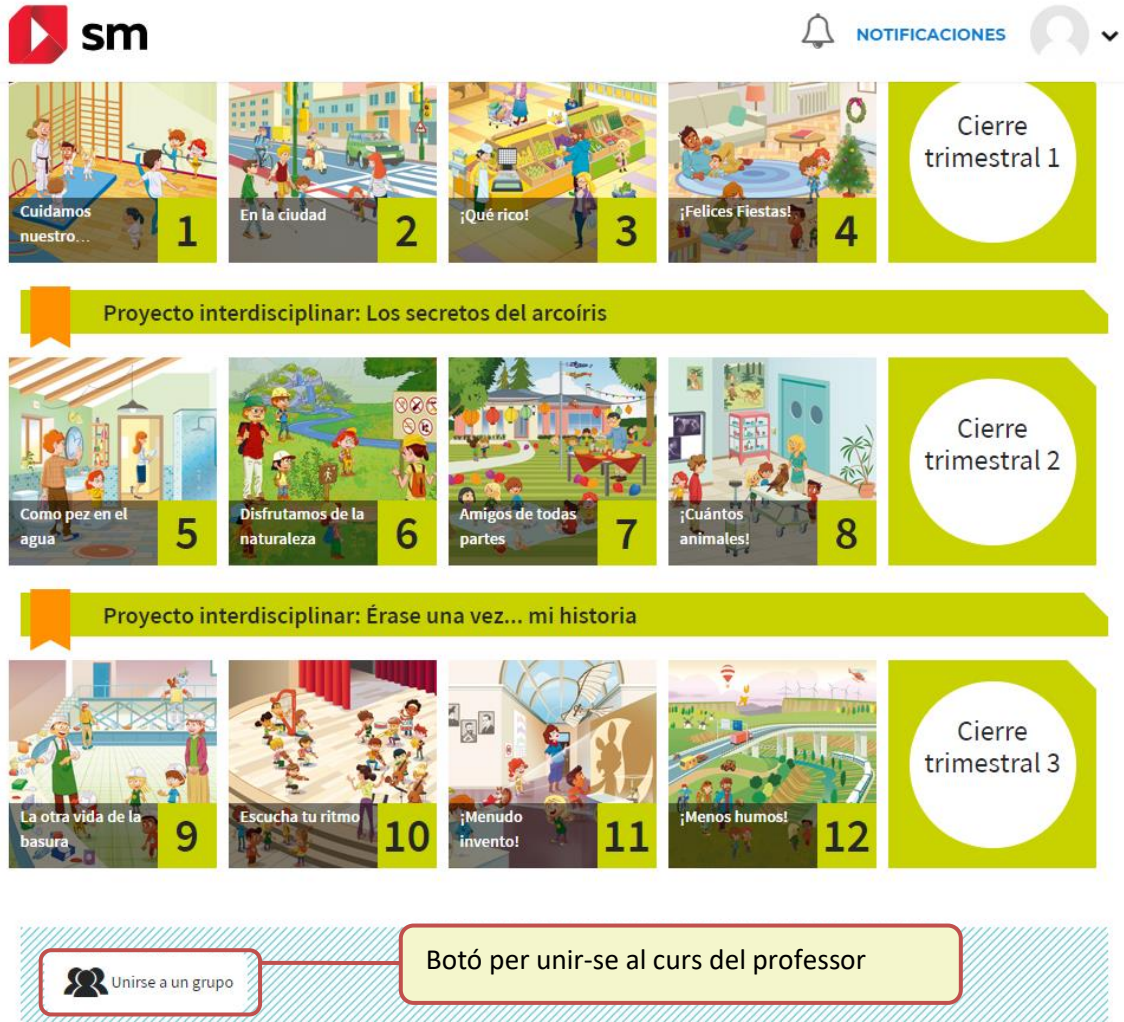 sm
NOTIFICACIONES
Cuidamos
nuestro...
1
En la ciudad
2
¡Qué rico!
3
¡Felices Fiestas!
4
Cierre
trimestral 1
Proyecto interdisciplinar: Los secretos del arcoíris
Como pez en el
agua
5
Disfrutamos de la
naturaleza
6
Amigos de todas
partes
7
¡Cuántos
animales!
8
Cierre
trimestral 2
Proyecto interdisciplinar: Érase una vez... mi historia
La otra vida de la
basura
9
Escucha tu ritmo
10
¡Menudo
invento!
11
¡Menos humos!
12
Cierre
trimestral 3
Unirse a un grupo
Botó per unir-se al curs del professor